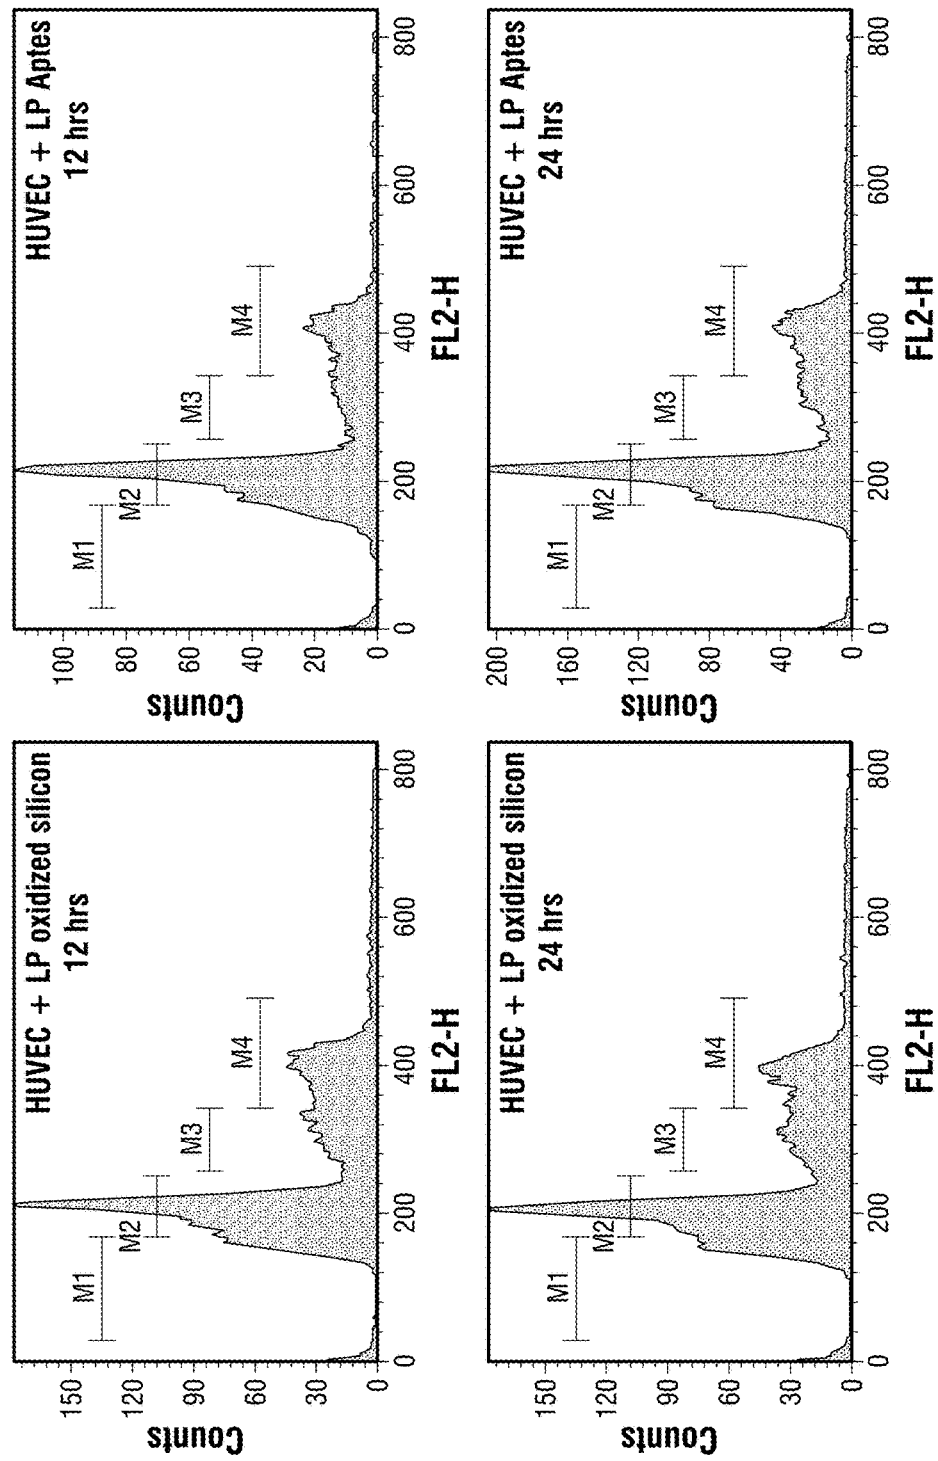 HUVEC + LP oxidized silicon
12 hrs
Counts
150
120
90
60
30
0
M1
M2
M3
M4
0 200 400 600 800
FL2-H
HUVEC + LP Aptes
12 hrs
Counts
100
80
60
40
20
0
M1
M2
M3
M4
0 200 400 600 800
FL2-H
HUVEC + LP oxidized silicon
24 hrs
Counts
150
120
90
60
30
0
M1
M2
M3
M4
0 200 400 600 800
FL2-H
HUVEC + LP Aptes
24 hrs
Counts
200
160
120
80
40
0
M1
M2
M3
M4
0 200 400 600 800
FL2-H